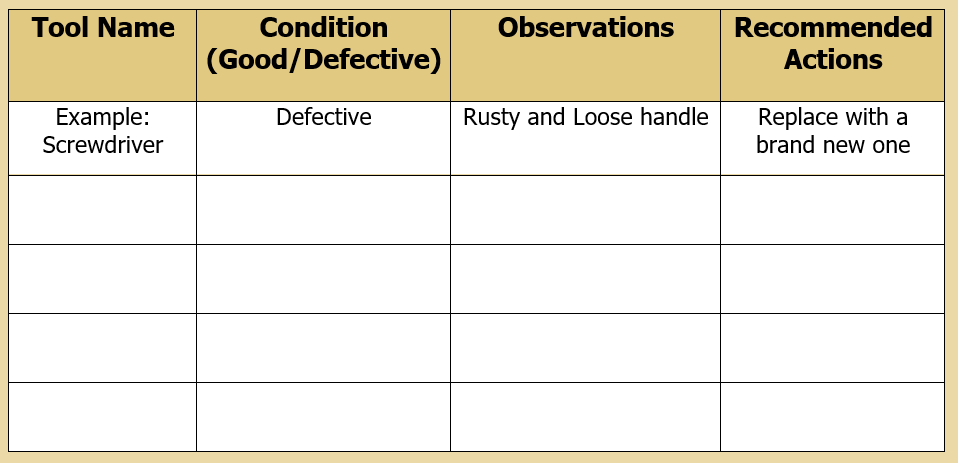 Tool Name
Condition
(Good/Defective)
Observations
Recommended
Actions
Example:
Screwdriver
Defective
Rusty and Loose handle
Replace with a
brand new one